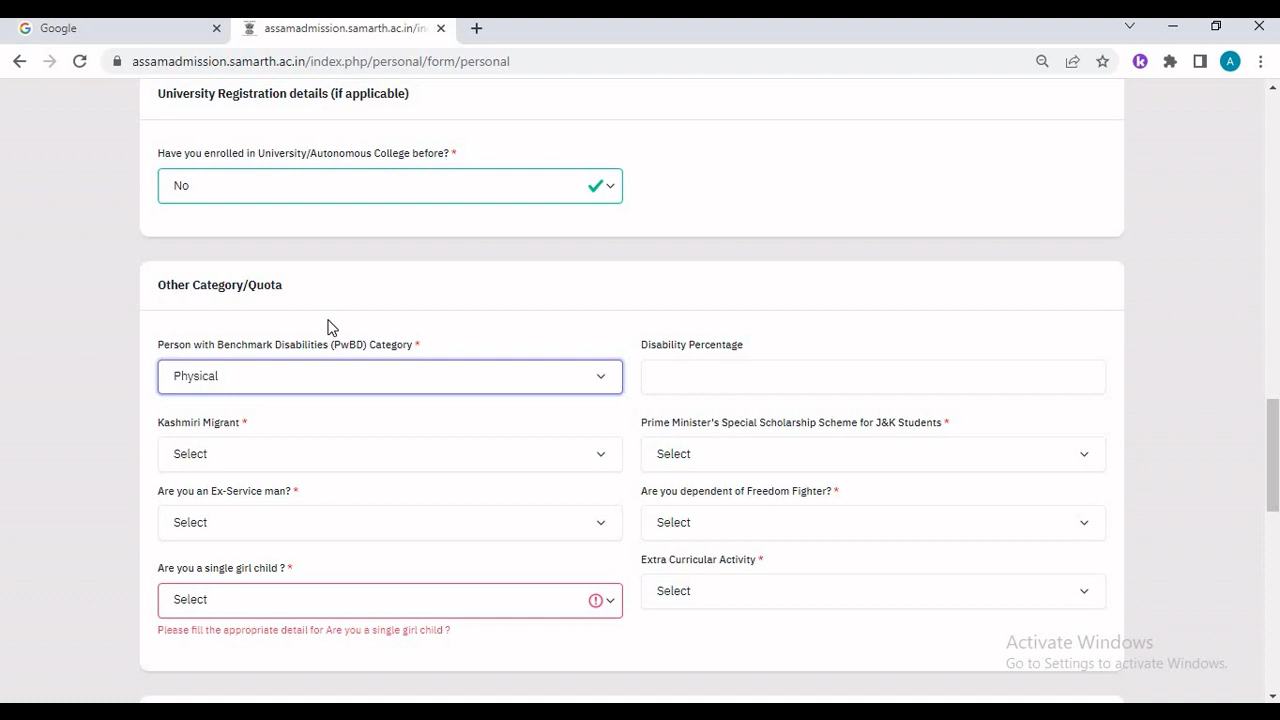 Google
assamadmission.samarth.ac.in/in
assamadmission.samarth.ac.in/index.php/personal/form/personal
A
University Registration details (if applicable)
Have you enrolled in University/Autonomous College before? *
No
Other Category/Quota
Person with Benchmark Disabilities (PwBD) Category *
Disability Percentage
Physical
Kashmiri Migrant *
Prime Minister's Special Scholarship Scheme for J&K Students *
Select
Select
Are you an Ex-Service man? *
Are you dependent of Freedom Fighter? *
Select
Select
Are you a single girl child ? *
Extra Curricular Activity *
Select
Select
Please fill the appropriate detail for Are you a single girl child ?
Activate Windows
Go to Settings to activate Windows.